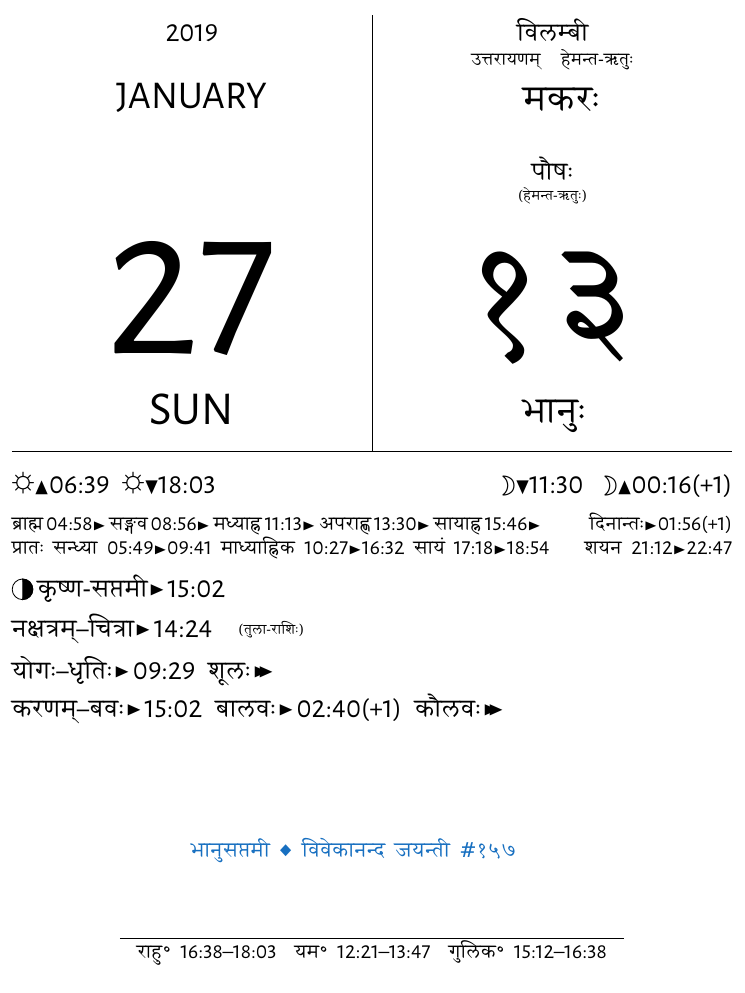 2019
JANUARY
27
SUN
विलम्बी
उत्तरायणम् हेमन्त-ऋतुः
मकरः
पौषः
(हेमन्त-ऋतुः)
१३
भानुः
☼▲06:39 ☼▼18:03 ☽▼11:30 ☽▲00:16(+1)
ब्राह्म 04:58► सङ्गव 08:56► मध्याह्न 11:13► अपराह्ण 13:30► सायाह्न 15:46► दिनान्तः►01:56(+1)
प्रातः सन्ध्या 05:49►09:41 माध्याह्निक 10:27►16:32 सायं 17:18►18:54 शयन 21:12►22:47
◑ कृष्ण-सप्तमी►15:02
नक्षत्रम्–चित्रा►14:24 (तुला-राशिः)
योगः–धृतिः►09:29 शूलः►►
करणम्–बवः►15:02 बालवः►02:40(+1) कौलवः►►
भानुसप्तमी ◆ विवेकानन्द जयन्ती #१५७
राहु° 16:38–18:03 यम° 12:21–13:47 गुलिक° 15:12–16:38